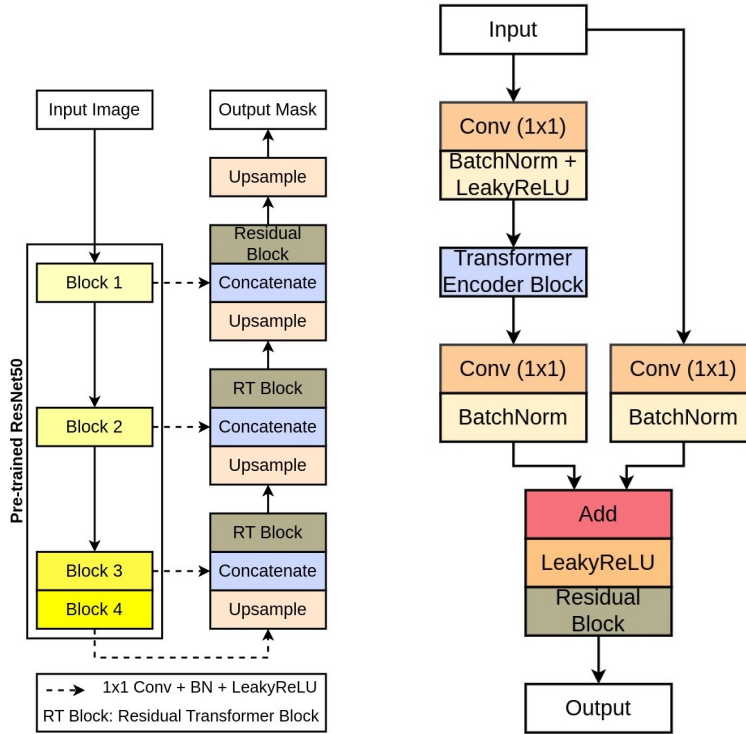 Input Image
Pre-trained ResNet50
Block 1
Block 2
Block 3
Block 4
Output Mask
Upsample
Residual
Block
Concatenate
Upsample
RT Block
Concatenate
Upsample
RT Block
Concatenate
Upsample
1x1 Conv + BN + LeakyReLU
RT Block: Residual Transformer Block
Input
Conv (1x1)
BatchNorm +
LeakyReLU
Transformer
Encoder Block
Conv (1x1)
BatchNorm
Conv (1x1)
BatchNorm
Add
LeakyReLU
Residual
Block
Output